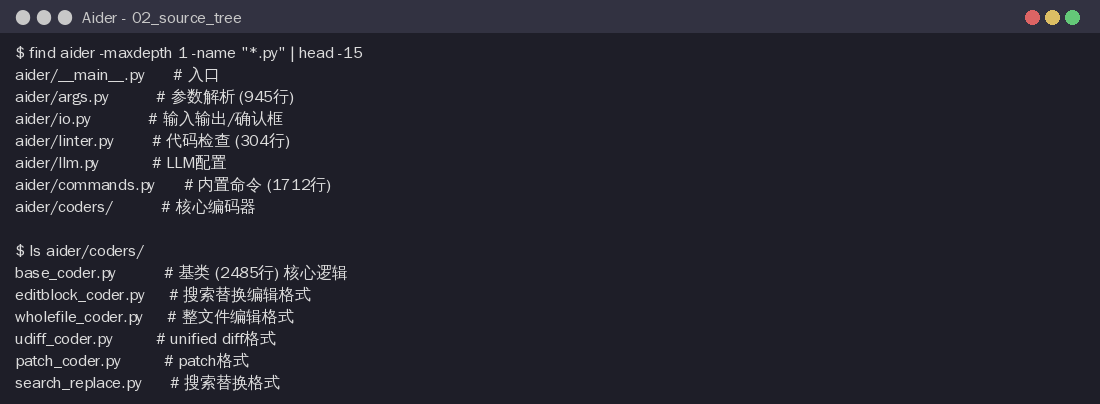 Aider - 02_source_tree
$ find aider -maxdepth 1 -name "*.py" | head -15
aider/__main__.py # 入口
aider/args.py # 参数解析 (945行)
aider/io.py # 输入输出/确认框
aider/linter.py # 代码检查 (304行)
aider/llm.py # LLM配置
aider/commands.py # 内置命令 (1712行)
aider/coders/ # 核心编码器
$ ls aider/coders/
base_coder.py # 基类 (2485行) 核心逻辑
editblock_coder.py # 搜索替换编辑格式
wholefile_coder.py # 整文件编辑格式
udiff_coder.py # unified diff格式
patch_coder.py # patch格式
search_replace.py # 搜索替换格式